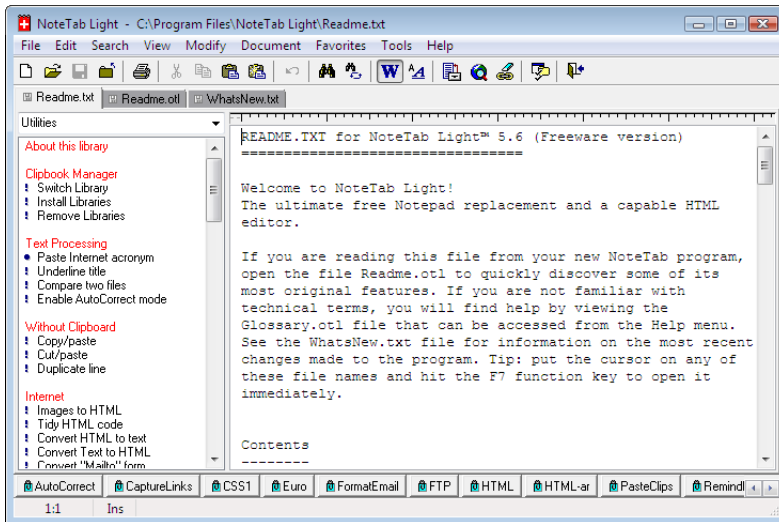 NoteTab Light - C:\Program Files\NoteTab Light\Readme.txt
File Edit Search View Modify Document Favorites Tools Help
W
Readme.txt Readme.otl WhatsNew.txt
Utilities
About this library
Clipbook Manager
Switch Library
Install Libraries
Remove Libraries
Text Processing
Paste Internet acronym
Underline title
Compare two files
Enable AutoCorrect mode
Without Clipboard
Copy/paste
Cut/paste
Duplicate line
Internet
Images to HTML
Tidy HTML code
Convert HTML to text
Convert Text to HTML
Convert "Mailto" form
README.TXT for NoteTab Light™ 5.6 (Freeware version)
==================================
Welcome to NoteTab Light!
The ultimate free Notepad replacement and a capable HTML
editor.
If you are reading this file from your new NoteTab program,
open the file Readme.otl to quickly discover some of its
most original features. If you are not familiar with
technical terms, you will find help by viewing the
Glossary.otl file that can be accessed from the Help menu.
See the WhatsNew.txt file for information on the most recent
changes made to the program. Tip: put the cursor on any of
these file names and hit the F7 function key to open it
immediately.
Contents
--------
AutoCorrect CaptureLinks CSS1 Euro FormatEmail FTP HTML HTML-ar PasteClips Remind
1:1 Ins